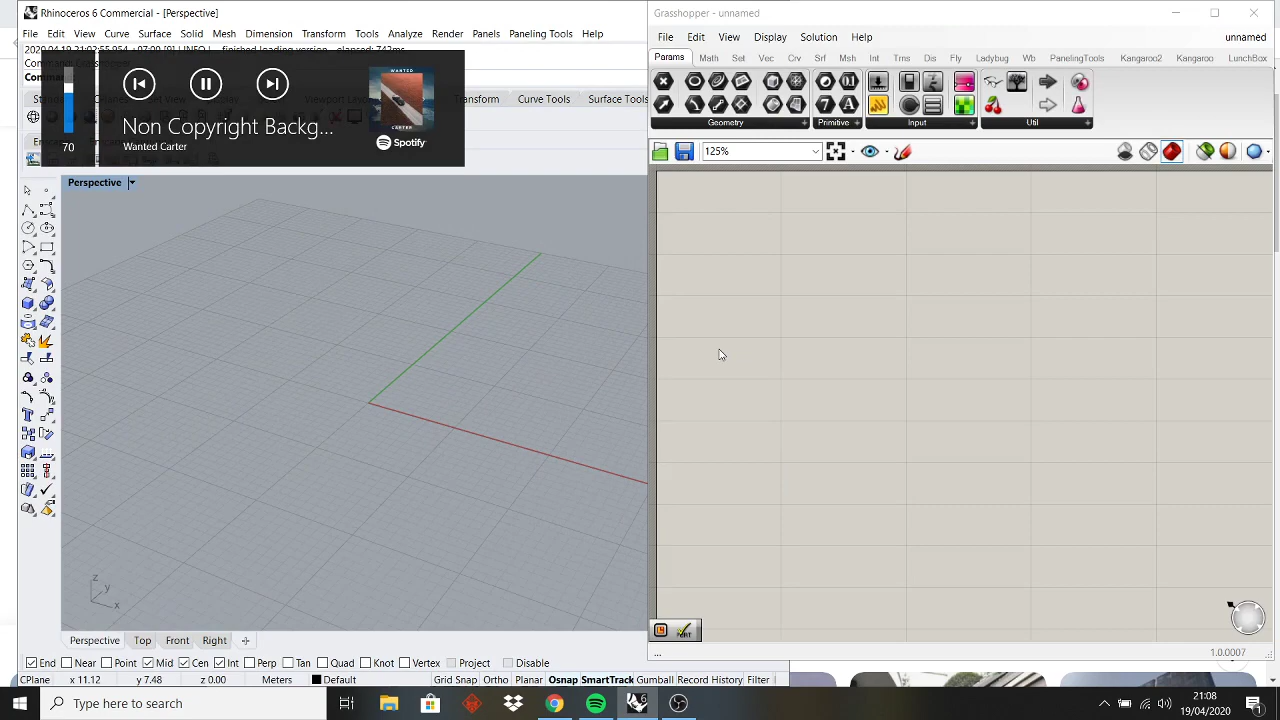 Rhinoceros 6 Commercial - [Perspective]
File Edit View Curve Surface Solid Mesh Dimension Transform Tools Analyze Render Panels Paneling Tools Help
Transform Curve Tools Surface Tools
70
Non Copyright Backg...
Wanted Carter
WANTED
CARTER
Spotify
Perspective
z
y
x
Perspective Top Front Right
End Near Point Mid Cen Int Perp Tan Quad Knot Vertex Project Disable
CPlane x 11.12 y 7.48 z 0.00 Meters Default Grid Snap Ortho Planar Osnap SmartTrack Gumball Record History Filter
Grasshopper - unnamed
File Edit View Display Solution Help unnamed
Params Math Set Vec Crv Srf Msh Int Trns Dis Fly Ladybug Wb PanelingTools Kangaroo2 Kangaroo LunchBox
Geometry Primitive Input Util
125%
...
1.0.0007
Type here to search
21:08
19/04/2020